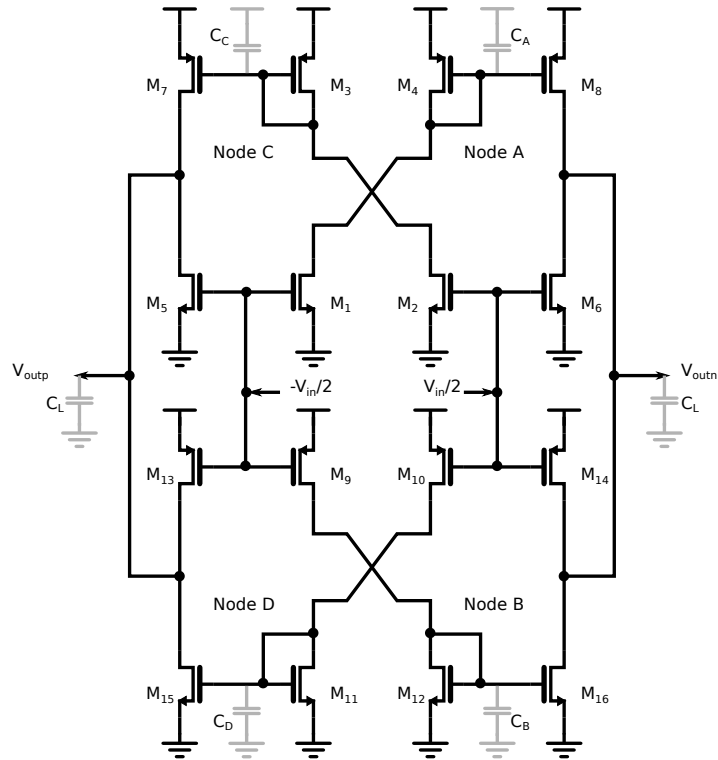 C_C C_A
M_7 M_3 M_4 M_8
Node C Node A
M_5 M_1 M_2 M_6
V_outp -V_in/2 V_in/2 V_outn
C_L C_L
M_13 M_9 M_10 M_14
Node D Node B
M_15 M_11 M_12 M_16
C_D C_B